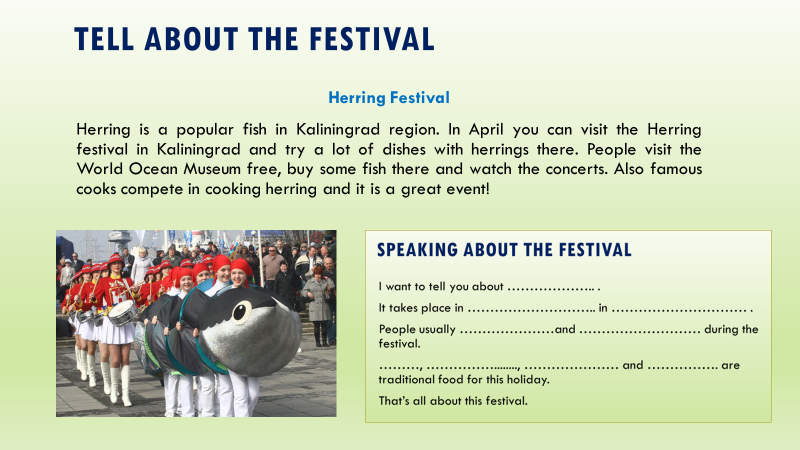 TELL ABOUT THE FESTIVAL
Herring Festival
Herring is a popular fish in Kaliningrad region. In April you can visit the Herring
festival in Kaliningrad and try a lot of dishes with herrings there. People visit the
World Ocean Museum free, buy some fish there and watch the concerts. Also famous
cooks compete in cooking herring and it is a great event!
SPEAKING ABOUT THE FESTIVAL
I want to tell you about ……………….. .
It takes place in ……………………….. in …………………………. .
People usually …………………and ……………………… during the
festival.
………, ……………........, ………………… and ……………. are
traditional food for this holiday.
That's all about this festival.